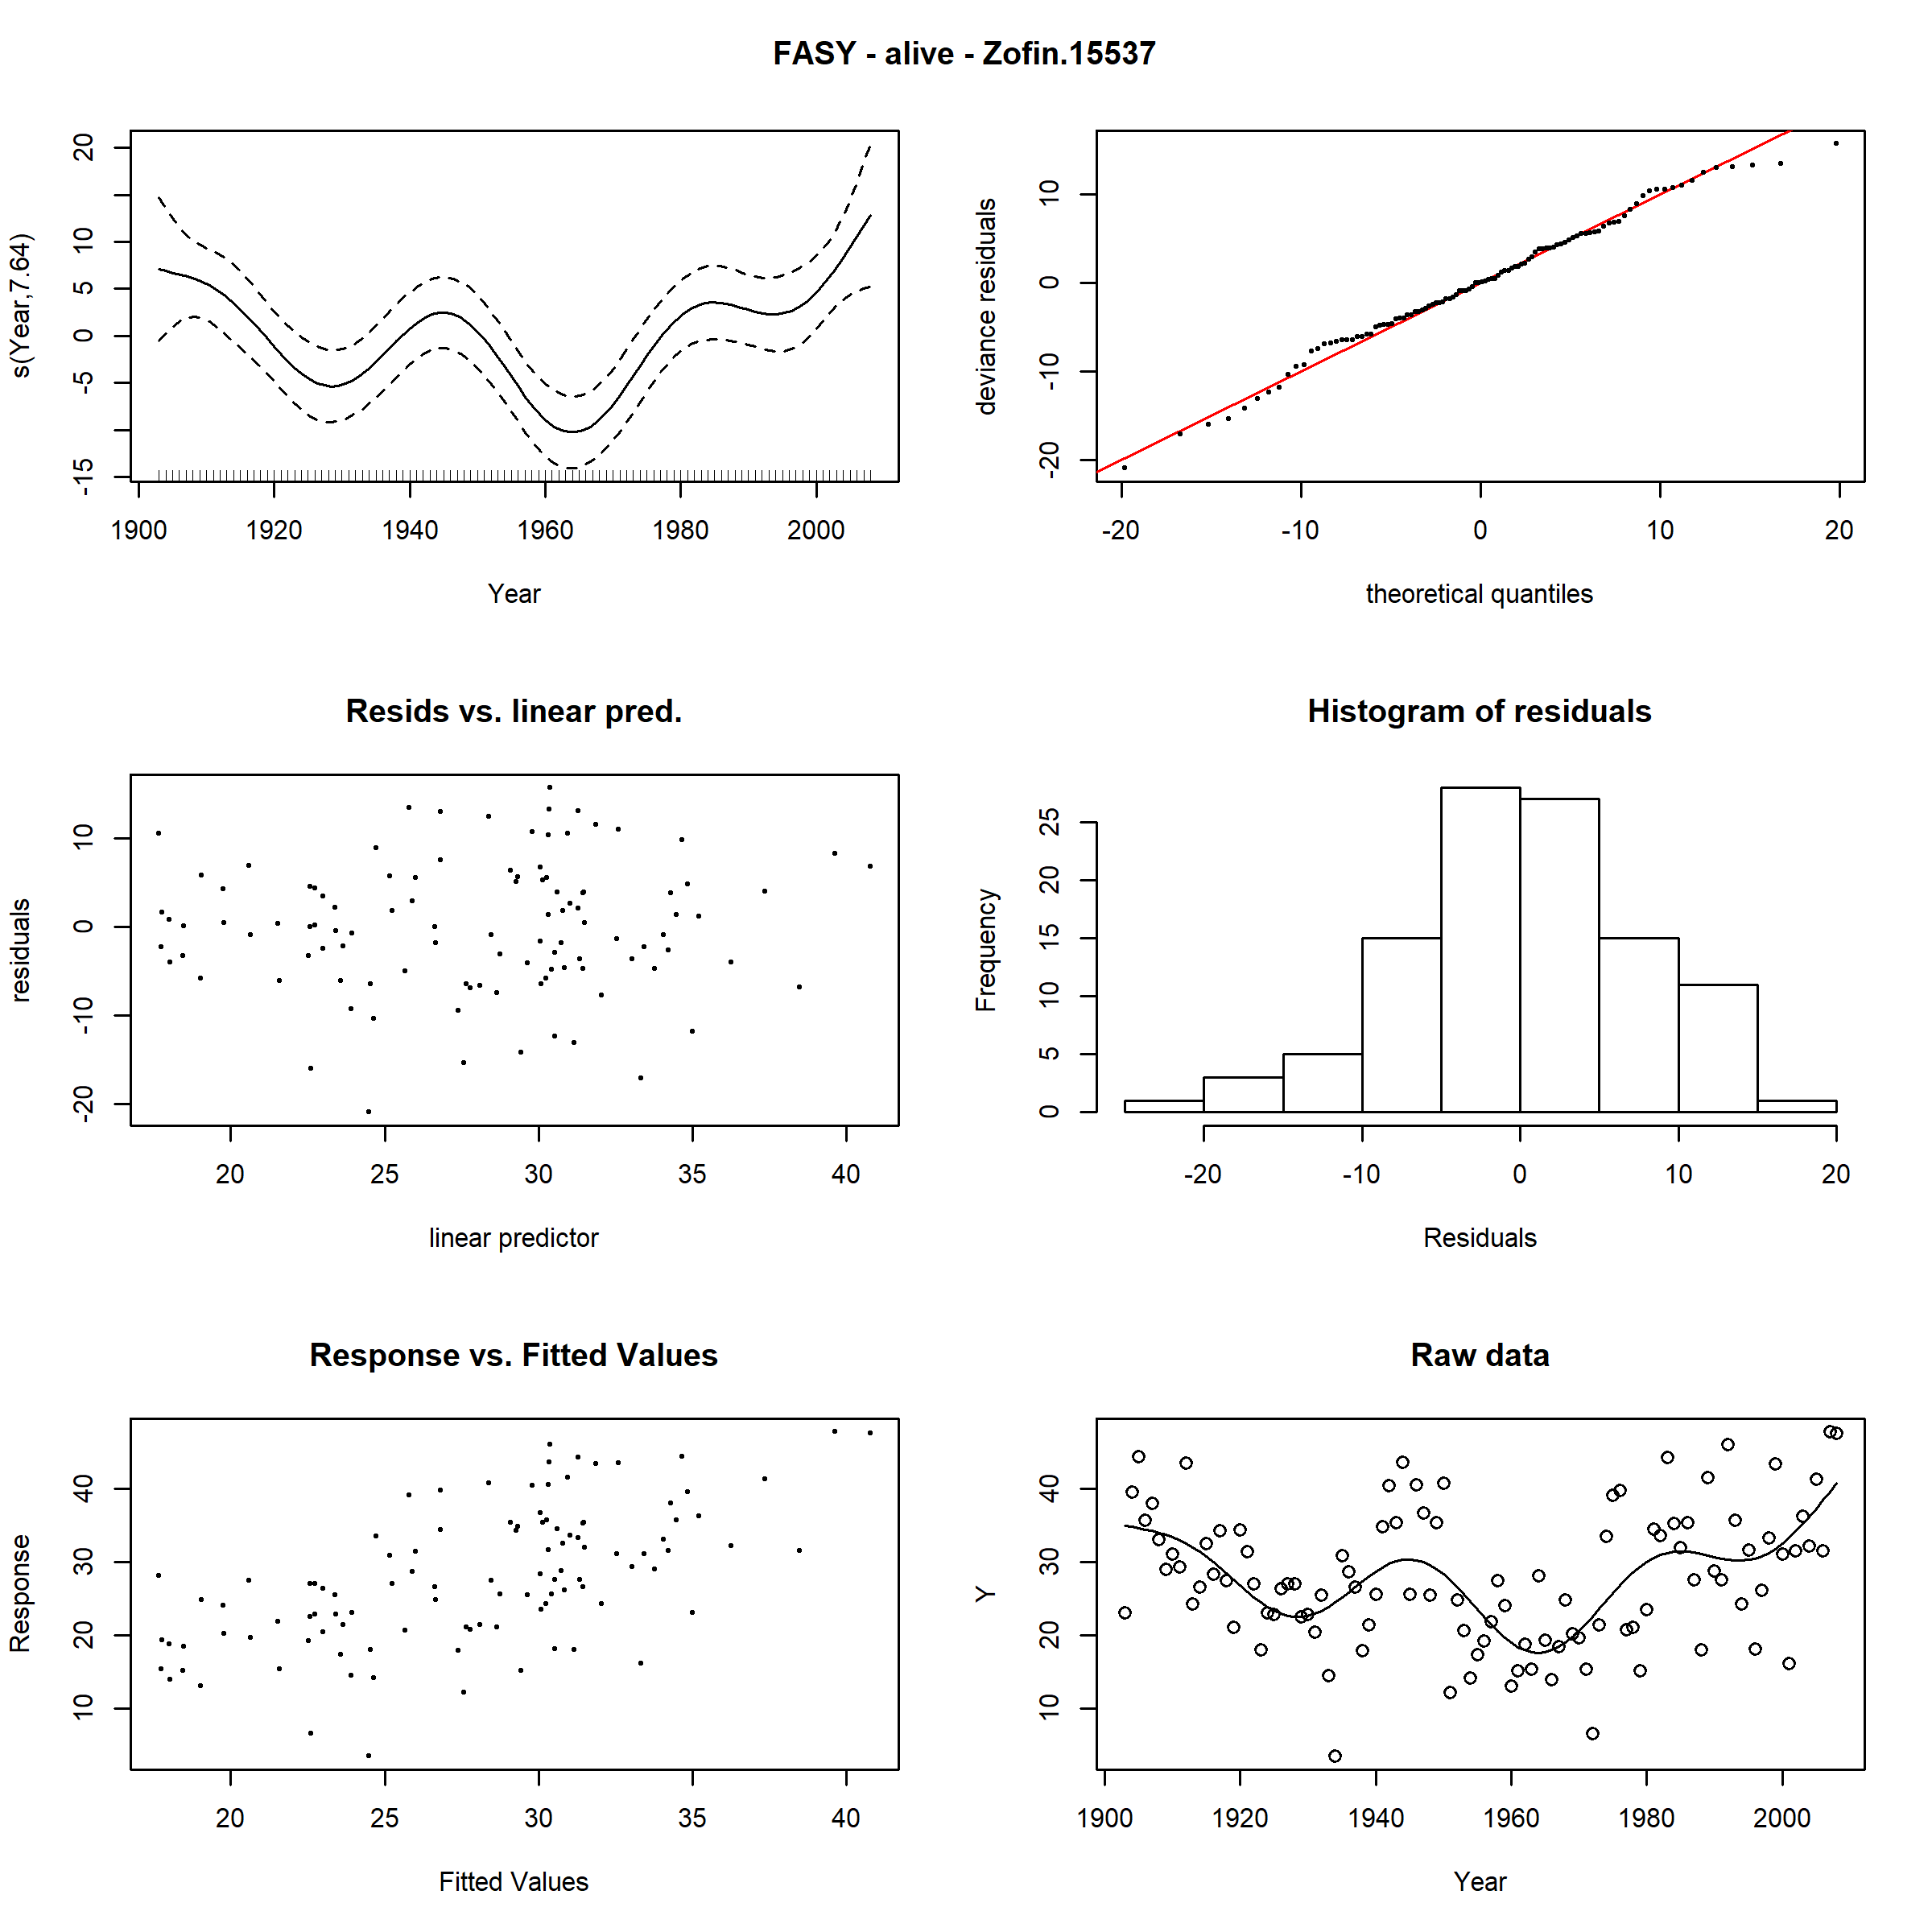 FASY - alive - Zofin.15537
s(Year,7.64)
-15 -5 0 5 10 20
1900 1920 1940 1960 1980 2000
Year
deviance residuals
-20 -10 0 10
-20 -10 0 10 20
theoretical quantiles
Resids vs. linear pred.
residuals
-20 -10 0 10
20 25 30 35 40
linear predictor
Histogram of residuals
Frequency
0 5 10 15 20 25
-20 -10 0 10 20
Residuals
Response vs. Fitted Values
Response
10 20 30 40
20 25 30 35 40
Fitted Values
Raw data
Y
10 20 30 40
1900 1920 1940 1960 1980 2000
Year